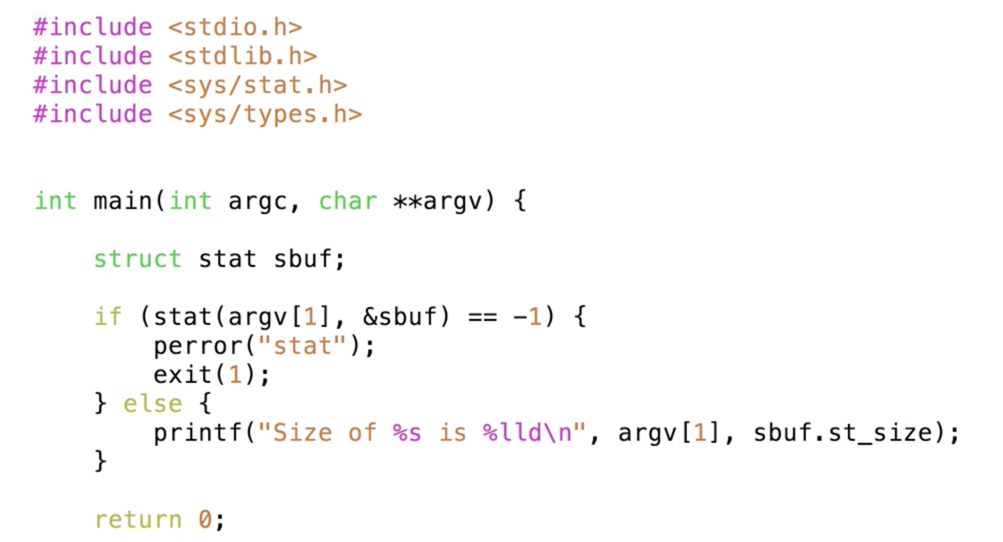 #include <stdio.h>
#include <stdlib.h>
#include <sys/stat.h>
#include <sys/types.h>
int main(int argc, char **argv) {
    struct stat sbuf;
    if (stat(argv[1], &sbuf) == -1) {
        perror("stat");
        exit(1);
    } else {
        printf("Size of %s is %lld\n", argv[1], sbuf.st_size);
    }
    return 0;